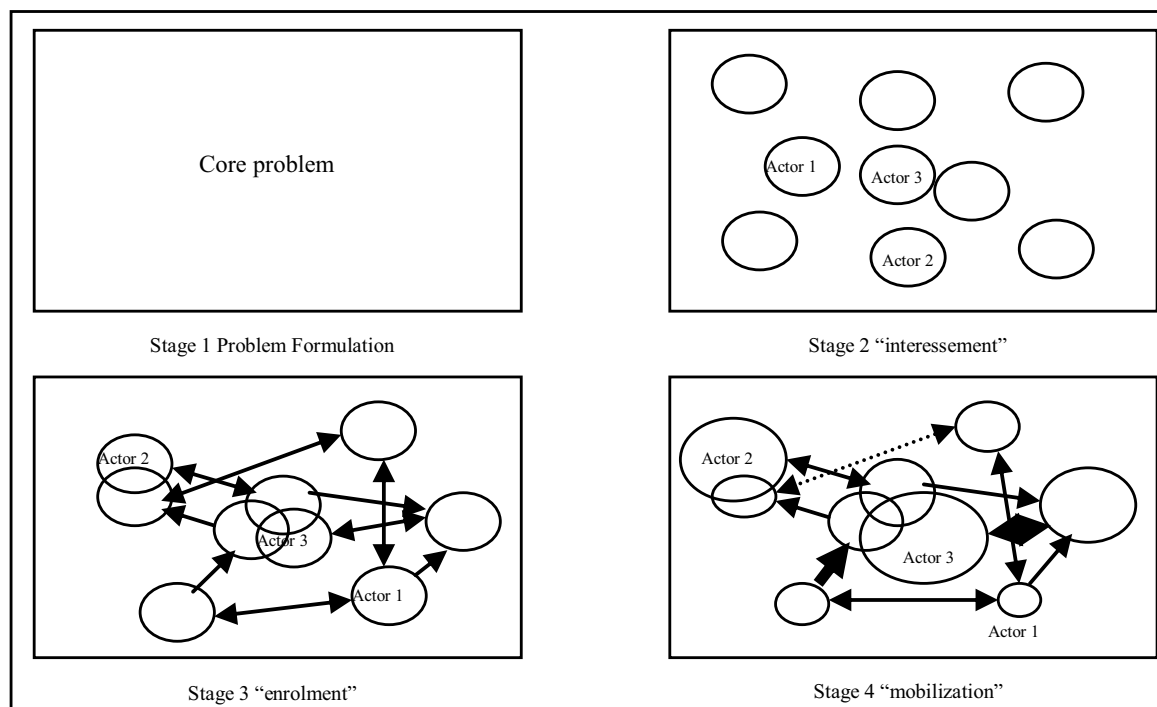 Core problem
Actor 1
Actor 3
Actor 2
Stage 1 Problem Formulation
Stage 2 “interessement”
Actor 2
Actor 3
Actor 1
Actor 2
Actor 3
Actor 1
Stage 3 “enrolment”
Stage 4 “mobilization”